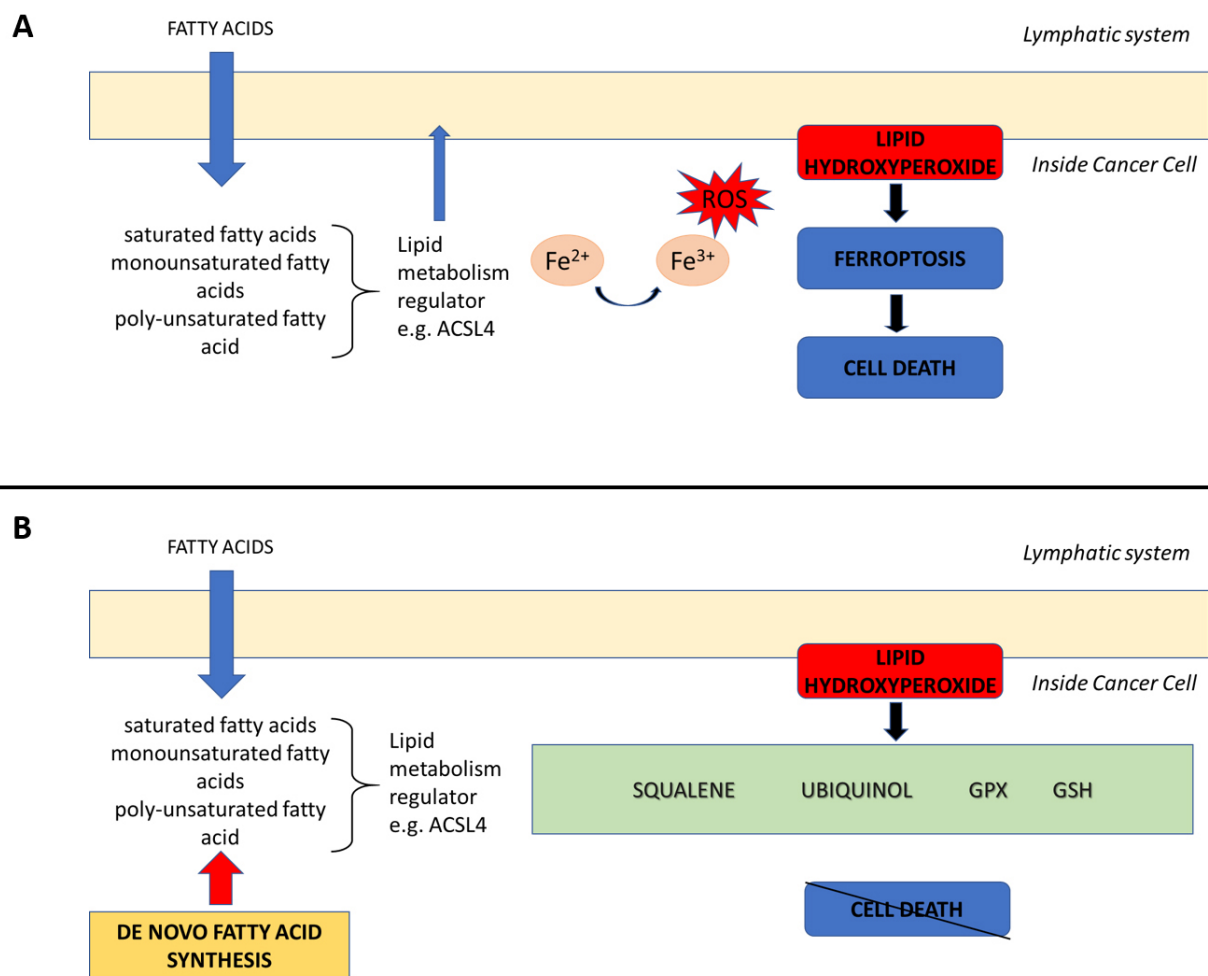 A
FATTY ACIDS
Lymphatic system
LIPID
HYDROXYPEROXIDE
Inside Cancer Cell
ROS
saturated fatty acids
monounsaturated fatty
acids
poly-unsaturated fatty
acid
Lipid
metabolism
regulator
e.g. ACSL4
Fe²⁺
Fe³⁺
FERROPTOSIS
CELL DEATH
B
FATTY ACIDS
Lymphatic system
LIPID
HYDROXYPEROXIDE
Inside Cancer Cell
saturated fatty acids
monounsaturated fatty
acids
poly-unsaturated fatty
acid
Lipid
metabolism
regulator
e.g. ACSL4
SQUALENE UBIQUINOL GPX GSH
CELL DEATH
DE NOVO FATTY ACID
SYNTHESIS